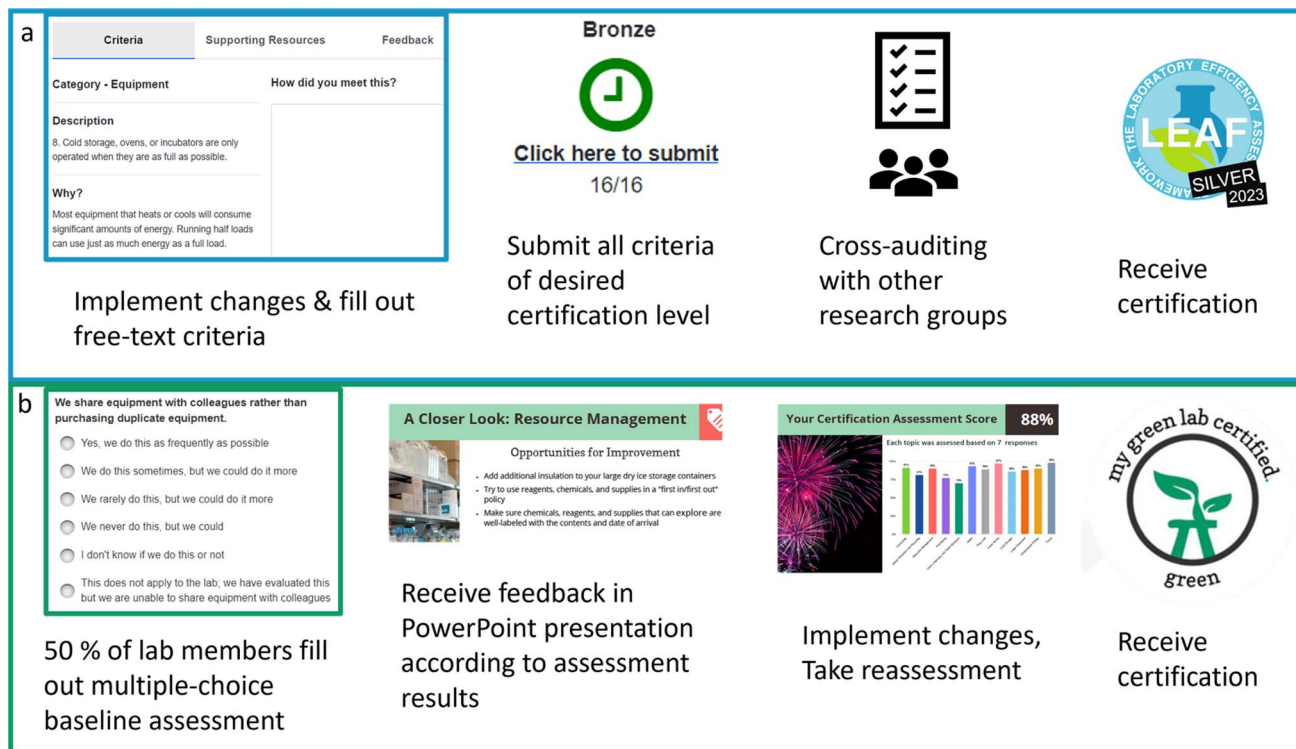 a
Criteria
Supporting Resources
Feedback
Category - Equipment
How did you meet this?
Description
8. Cold storage, ovens, or incubators are only
operated when they are as full as possible.
Why?
Most equipment that heats or cools will consume
significant amounts of energy. Running half loads
can use just as much energy as a full load.
Implement changes & fill out
free-text criteria
Bronze
Click here to submit
16/16
Submit all criteria
of desired
certification level
Cross-auditing
with other
research groups
THE LABORATORY EFFICIENCY ASSES
AMEWORK
LEAF
SILVER
2023
Receive
certification
b
We share equipment with colleagues rather than
purchasing duplicate equipment.
Yes, we do this as frequently as possible
We do this sometimes, but we could do it more
We rarely do this, but we could do it more
We never do this, but we could
I don't know if we do this or not
This does not apply to the lab; we have evaluated this
but we are unable to share equipment with colleagues
50 % of lab members fill
out multiple-choice
baseline assessment
A Closer Look: Resource Management
Opportunities for Improvement
Add additional insulation to your large dry ice storage containers
Try to use reagents, chemicals, and supplies in a "first in/first out"
policy
Make sure chemicals, reagents, and supplies that can explore are
well-labeled with the contents and date of arrival
Receive feedback in
PowerPoint presentation
according to assessment
results
Your Certification Assessment Score
88%
Each topic was assessed based on 7 responses
Implement changes,
Take reassessment
my green lab certified.
green
Receive
certification